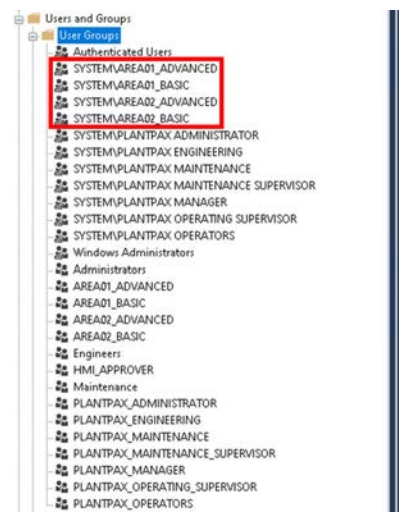 Users and Groups
User Groups
Authenticated Users
SYSTEM\AREA01_ADVANCED
SYSTEM\AREA01_BASIC
SYSTEM\AREA02_ADVANCED
SYSTEM\AREA02_BASIC
SYSTEM\PLANTPAX ADMINISTRATOR
SYSTEM\PLANTPAX ENGINEERING
SYSTEM\PLANTPAX MAINTENANCE
SYSTEM\PLANTPAX MAINTENANCE SUPERVISOR
SYSTEM\PLANTPAX MANAGER
SYSTEM\PLANTPAX OPERATING SUPERVISOR
SYSTEM\PLANTPAX OPERATORS
Windows Administrators
Administrators
AREA01_ADVANCED
AREA01_BASIC
AREA02_ADVANCED
AREA02_BASIC
Engineers
HMI_APPROVER
Maintenance
PLANTPAX_ADMINISTRATOR
PLANTPAX_ENGINEERING
PLANTPAX_MAINTENANCE
PLANTPAX_MAINTENANCE_SUPERVISOR
PLANTPAX_MANAGER
PLANTPAX_OPERATING_SUPERVISOR
PLANTPAX_OPERATORS